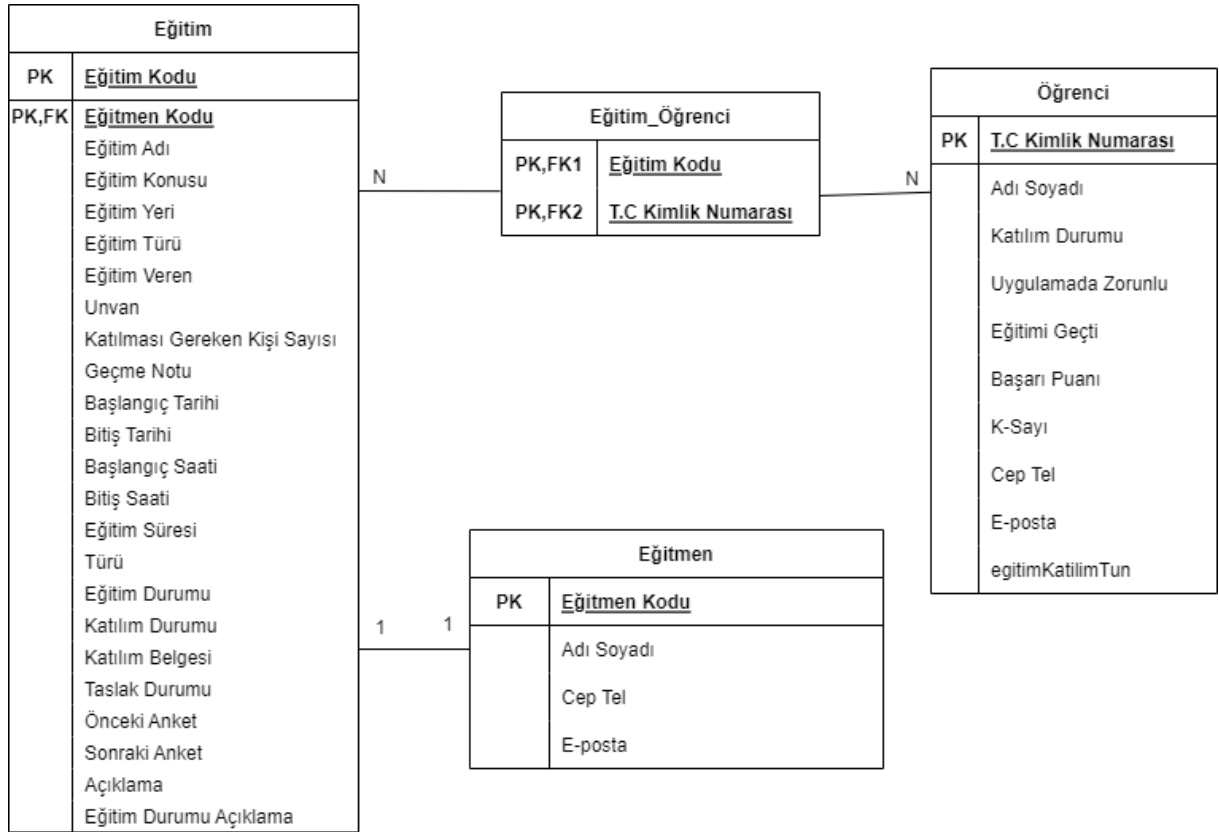 Eğitim
PK Eğitim Kodu
PK,FK Eğitmen Kodu
Eğitim Adı
Eğitim Konusu
Eğitim Yeri
Eğitim Türü
Eğitim Veren
Unvan
Katılması Gereken Kişi Sayısı
Geçme Notu
Başlangıç Tarihi
Bitiş Tarihi
Başlangıç Saati
Bitiş Saati
Eğitim Süresi
Türü
Eğitim Durumu
Katılım Durumu
Katılım Belgesi
Taslak Durumu
Önceki Anket
Sonraki Anket
Açıklama
Eğitim Durumu Açıklama
N
Eğitim_Öğrenci
PK,FK1 Eğitim Kodu
PK,FK2 T.C Kimlik Numarası
N
Öğrenci
PK T.C Kimlik Numarası
Adı Soyadı
Katılım Durumu
Uygulamada Zorunlu
Eğitimi Geçti
Başarı Puanı
K-Sayı
Cep Tel
E-posta
egitimKatilimTun
1 1
Eğitmen
PK Eğitmen Kodu
Adı Soyadı
Cep Tel
E-posta